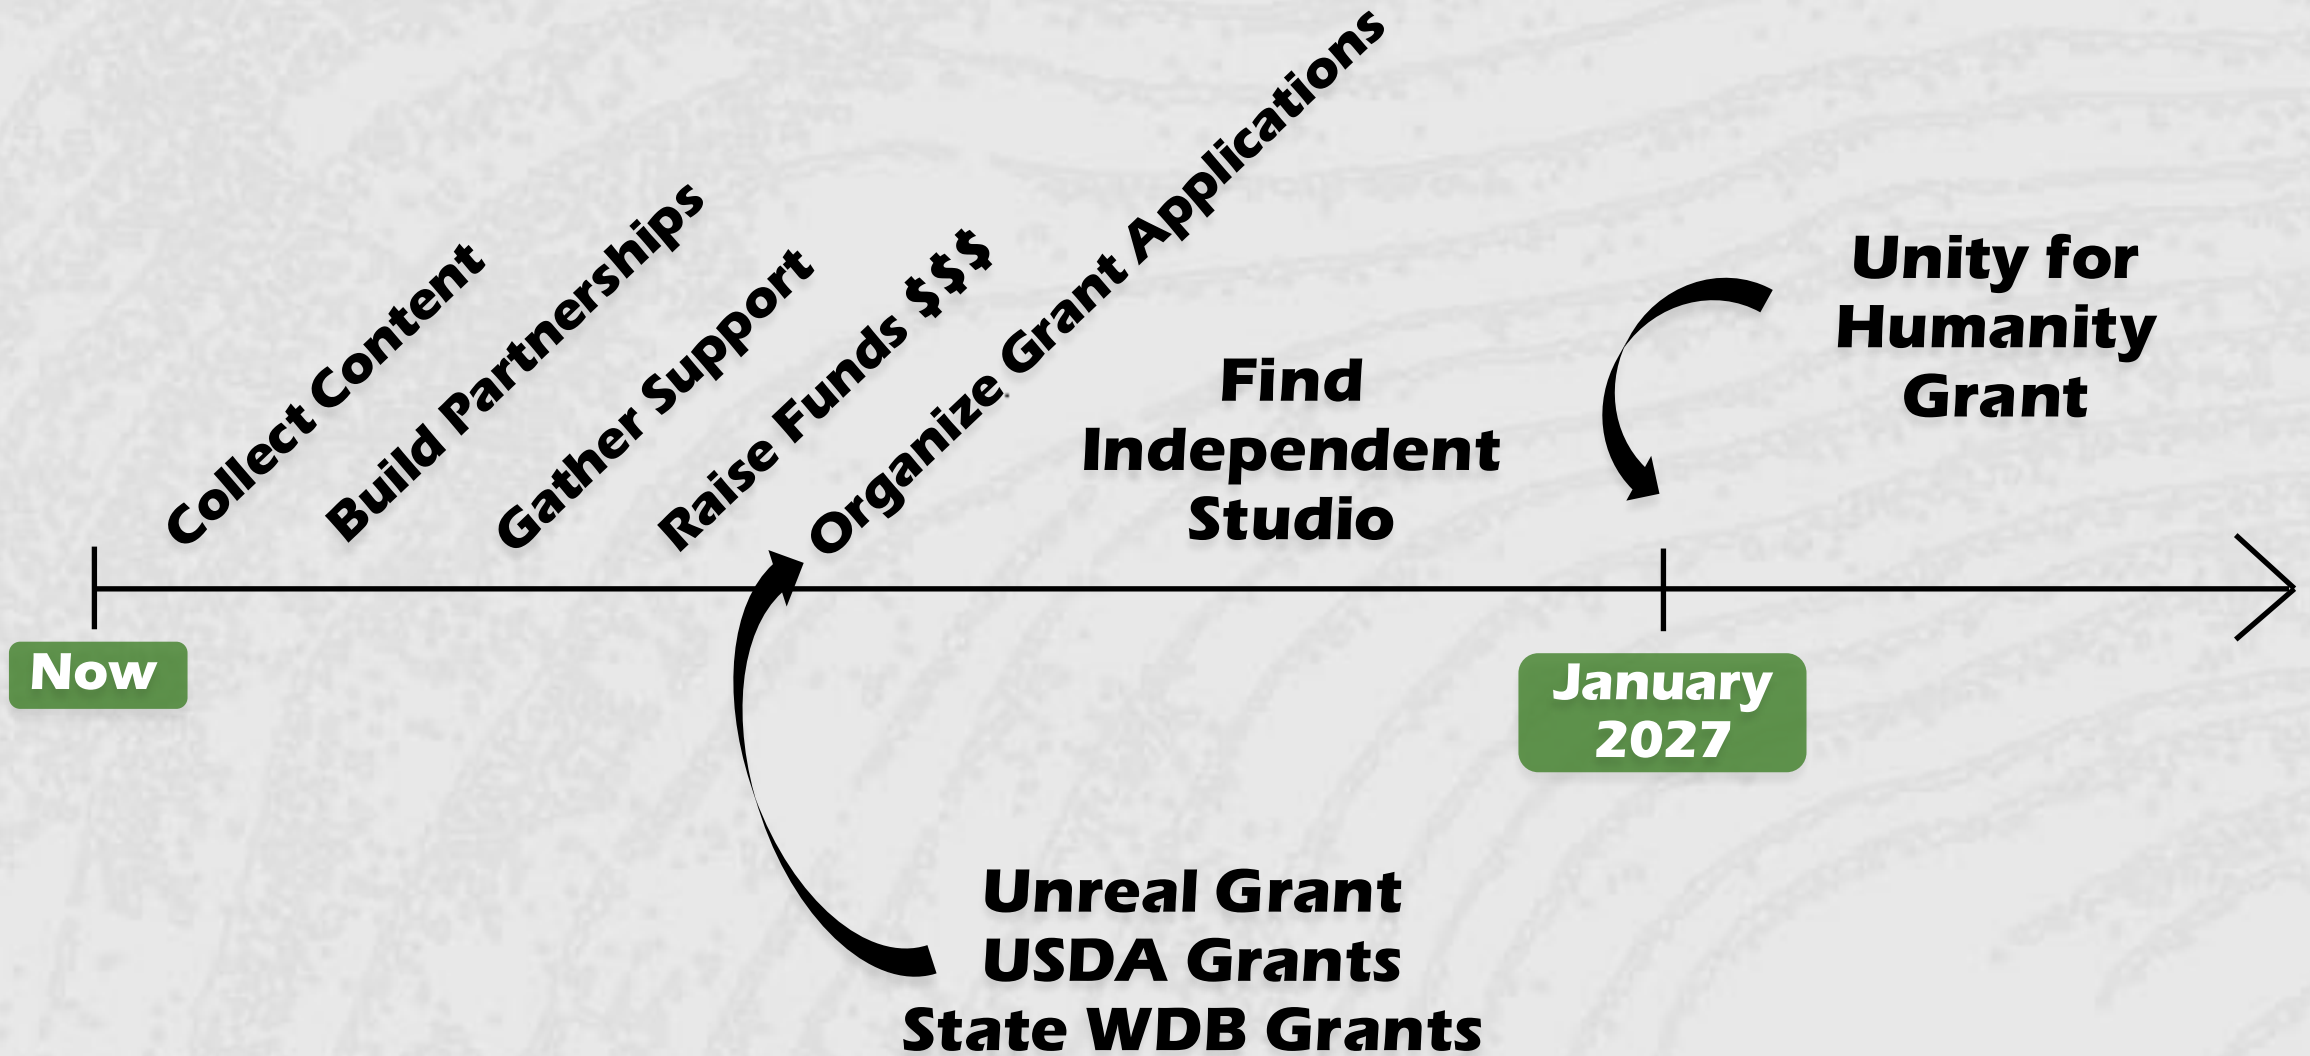 Collect Content
Build Partnerships
Gather Support
Raise Funds $$$
Organize Grant Applications
Find
Independent
Studio
Unity for
Humanity
Grant
Now
January
2027
Unreal Grant
USDA Grants
State WDB Grants